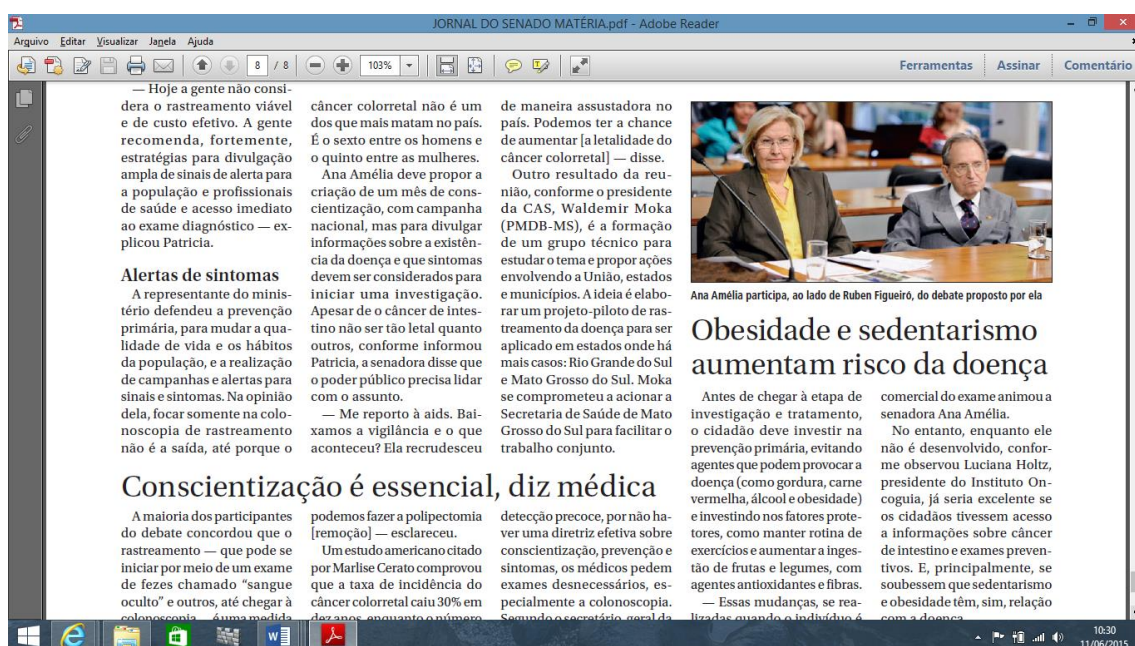 JORNAL DO SENADO MATÉRIA.pdf - Adobe Reader
Arquivo Editar Visualizar Janela Ajuda
8 / 8 103% Ferramentas Assinar Comentário
— Hoje a gente não consi-
dera o rastreamento viável
e de custo efetivo. A gente
recomenda, fortemente,
estratégias para divulgação
ampla de sinais de alerta para
a população e profissionais
de saúde e acesso imediato
ao exame diagnóstico — ex-
plicou Patricia.
Alertas de sintomas
A representante do minis-
tério defendeu a prevenção
primária, para mudar a qua-
lidade de vida e os hábitos
da população, e a realização
de campanhas e alertas para
sinais e sintomas. Na opinião
dela, focar somente na colo-
noscopia de rastreamento
não é a saída, até porque o
câncer colorretal não é um
dos que mais matam no país.
É o sexto entre os homens e
o quinto entre as mulheres.
Ana Amélia deve propor a
criação de um mês de cons-
cientização, com campanha
nacional, mas para divulgar
informações sobre a existên-
cia da doença e que sintomas
devem ser considerados para
iniciar uma investigação.
Apesar de o câncer de intes-
tino não ser tão letal quanto
outros, conforme informou
Patricia, a senadora disse que
o poder público precisa lidar
com o assunto.
— Me reporto à aids. Bai-
xamos a vigilância e o que
aconteceu? Ela recrudesceu
de maneira assustadora no
país. Podemos ter a chance
de aumentar [a letalidade do
câncer colorretal] — disse.
Outro resultado da reu-
nião, conforme o presidente
da CAS, Waldemir Moka
(PMDB-MS), é a formação
de um grupo técnico para
estudar o tema e propor ações
envolvendo a União, estados
e municípios. A ideia é elabo-
rar um projeto-piloto de ras-
treamento da doença para ser
aplicado em estados onde há
mais casos: Rio Grande do Sul
e Mato Grosso do Sul. Moka
se comprometeu a acionar a
Secretaria de Saúde de Mato
Grosso do Sul para facilitar o
trabalho conjunto.
Conscientização é essencial, diz médica
A maioria dos participantes
do debate concordou que o
rastreamento — que pode se
iniciar por meio de um exame
de fezes chamado “sangue
oculto” e outros, até chegar à
colonoscopia — é uma medida
podemos fazer a polipectomia
[remoção] — esclareceu.
Um estudo americano citado
por Marlise Cerato comprovou
que a taxa de incidência do
câncer colorretal caiu 30% em
dez anos, enquanto o número
detecção precoce, por não ha-
ver uma diretriz efetiva sobre
conscientização, prevenção e
sintomas, os médicos pedem
exames desnecessários, es-
pecialmente a colonoscopia.
Segundo o secretário-geral da
Ana Amélia participa, ao lado de Ruben Figueiró, do debate proposto por ela
Obesidade e sedentarismo
aumentam risco da doença
Antes de chegar à etapa de
investigação e tratamento,
o cidadão deve investir na
prevenção primária, evitando
agentes que podem provocar a
doença (como gordura, carne
vermelha, álcool e obesidade)
e investindo nos fatores prote-
tores, como manter rotina de
exercícios e aumentar a inges-
tão de frutas e legumes, com
agentes antioxidantes e fibras.
— Essas mudanças, se rea-
lizadas quando o indivíduo é
comercial do exame animou a
senadora Ana Amélia.
No entanto, enquanto ele
não é desenvolvido, confor-
me observou Luciana Holtz,
presidente do Instituto On-
coguia, já seria excelente se
os cidadãos tivessem acesso
a informações sobre câncer
de intestino e exames preven-
tivos. E, principalmente, se
soubessem que sedentarismo
e obesidade têm, sim, relação
com a doença.
10:30
11/06/2015